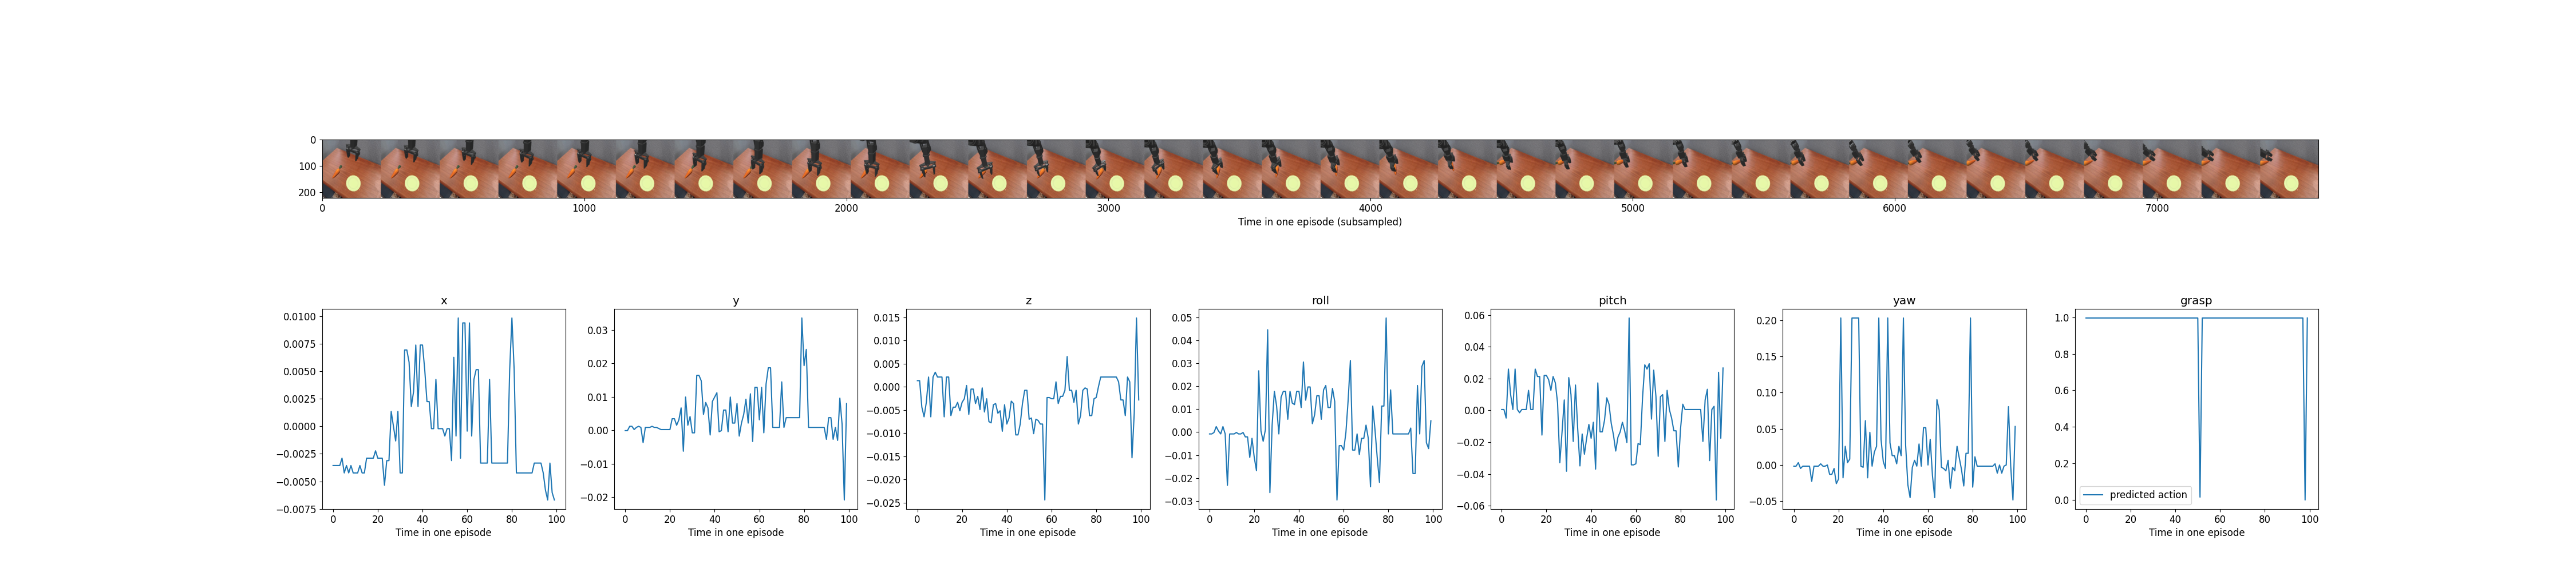 0
100
200
0 1000 2000 3000 4000 5000 6000 7000
Time in one episode (subsampled)
x
0.0100
0.0075
0.0050
0.0025
0.0000
−0.0025
−0.0050
−0.0075
0 20 40 60 80 100
Time in one episode
y
0.03
0.02
0.01
0.00
−0.01
−0.02
0 20 40 60 80 100
Time in one episode
z
0.015
0.010
0.005
0.000
−0.005
−0.010
−0.015
−0.020
−0.025
0 20 40 60 80 100
Time in one episode
roll
0.05
0.04
0.03
0.02
0.01
0.00
−0.01
−0.02
−0.03
0 20 40 60 80 100
Time in one episode
pitch
0.06
0.04
0.02
0.00
−0.02
−0.04
−0.06
0 20 40 60 80 100
Time in one episode
yaw
0.20
0.15
0.10
0.05
0.00
−0.05
0 20 40 60 80 100
Time in one episode
grasp
1.0
0.8
0.6
0.4
0.2
0.0
predicted action
0 20 40 60 80 100
Time in one episode